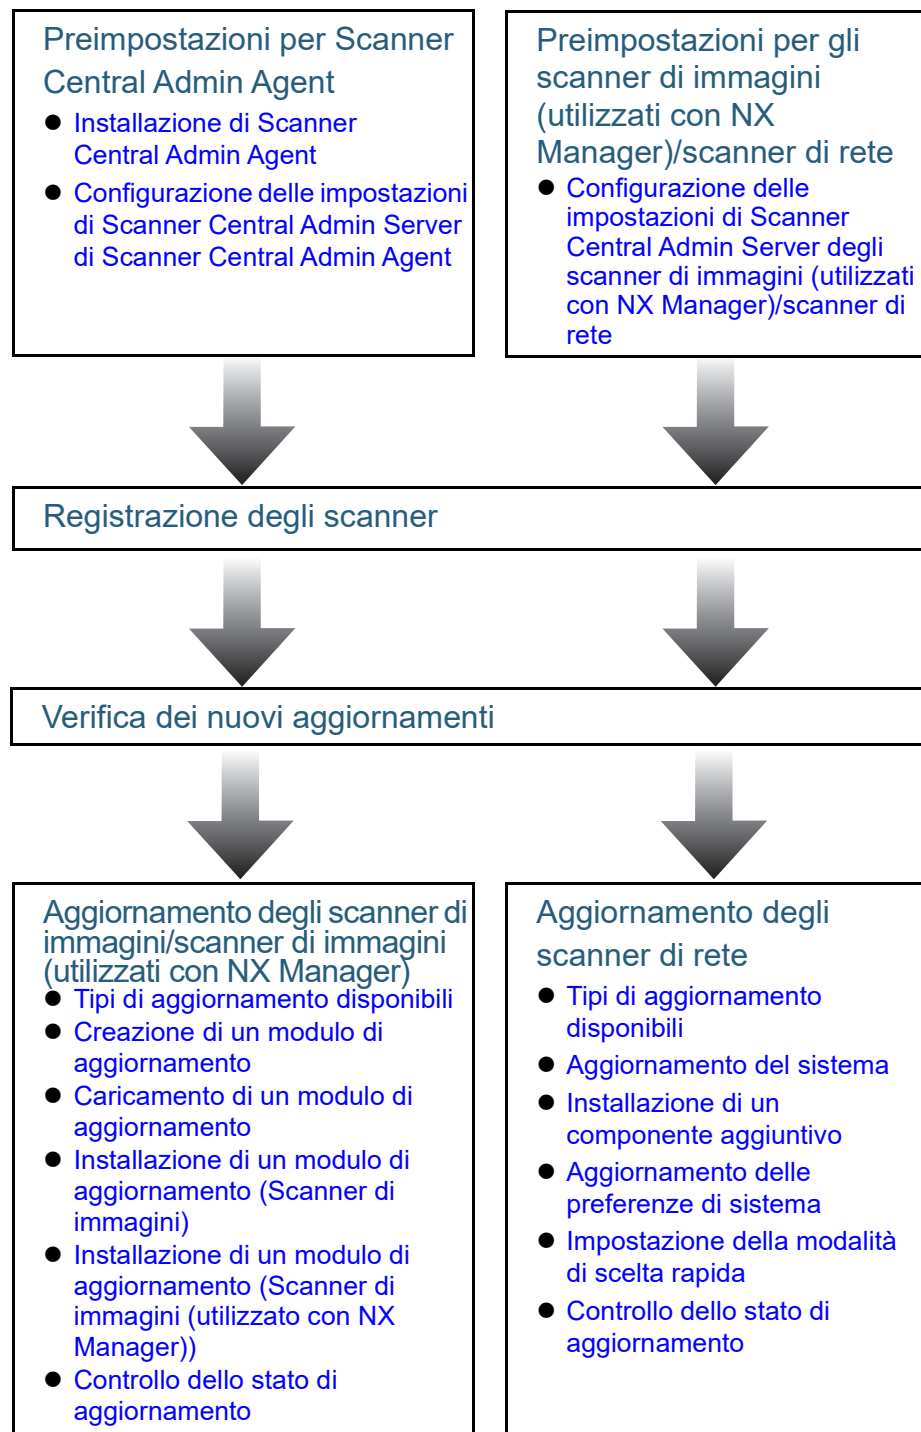 Preimpostazioni per Scanner
Central Admin Agent
● Installazione di Scanner
Central Admin Agent
● Configurazione delle impostazioni
di Scanner Central Admin Server
di Scanner Central Admin Agent
Preimpostazioni per gli
scanner di immagini
(utilizzati con NX
Manager)/scanner di rete
● Configurazione delle
impostazioni di Scanner
Central Admin Server degli
scanner di immagini (utilizzati
con NX Manager)/scanner di
rete
Registrazione degli scanner
Verifica dei nuovi aggiornamenti
Aggiornamento degli scanner di
immagini/scanner di immagini
(utilizzati con NX Manager)
● Tipi di aggiornamento disponibili
● Creazione di un modulo di
aggiornamento
● Caricamento di un modulo di
aggiornamento
● Installazione di un modulo di
aggiornamento (Scanner di
immagini)
● Installazione di un modulo di
aggiornamento (Scanner di
immagini (utilizzato con NX
Manager))
● Controllo dello stato di
aggiornamento
Aggiornamento degli
scanner di rete
● Tipi di aggiornamento
disponibili
● Aggiornamento del sistema
● Installazione di un
componente aggiuntivo
● Aggiornamento delle
preferenze di sistema
● Impostazione della modalità
di scelta rapida
● Controllo dello stato di
aggiornamento